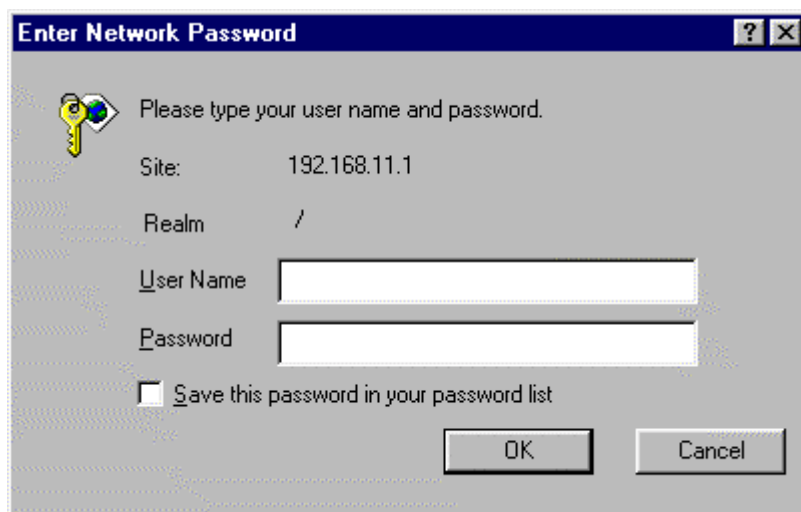 Enter Network Password
Please type your user name and password.
Site: 192.168.11.1
Realm /
User Name
Password
Save this password in your password list
OK Cancel